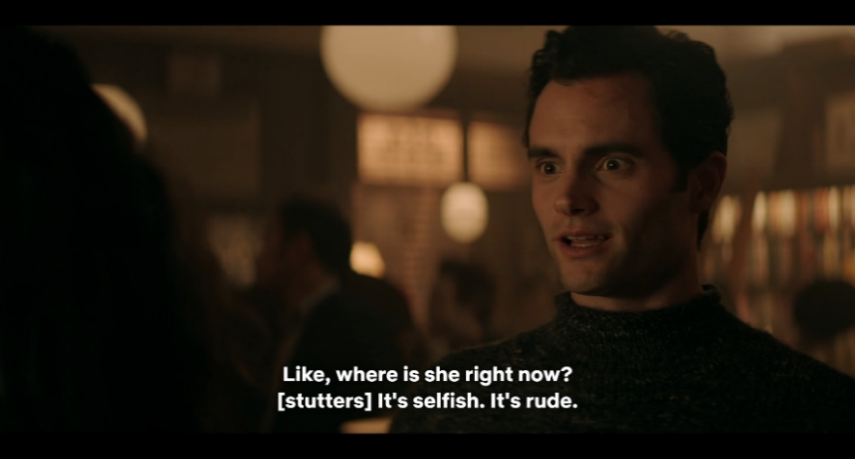 Like, where is she right now?
[stutters] It's selfish. It's rude.